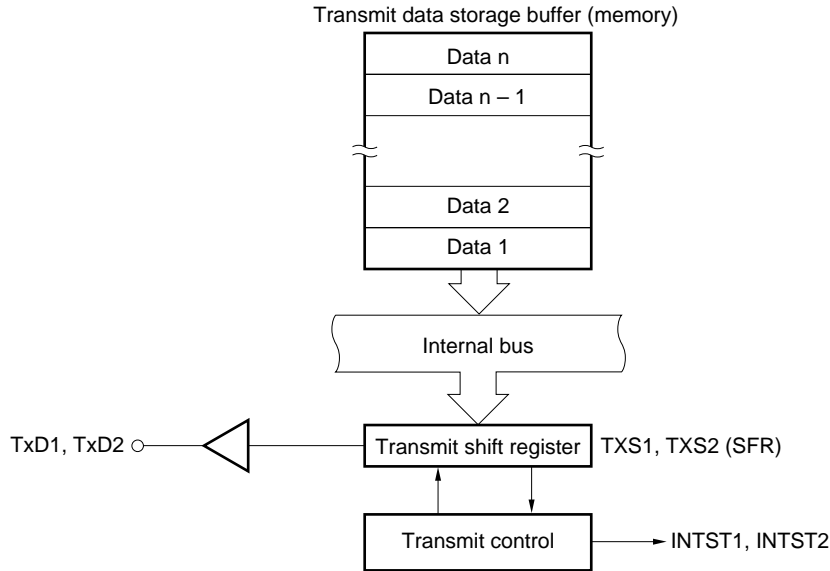 Transmit data storage buffer (memory)
Data n
Data n – 1
Data 2
Data 1
Internal bus
TxD1, TxD2
Transmit shift register
TXS1, TXS2 (SFR)
Transmit control
INTST1, INTST2